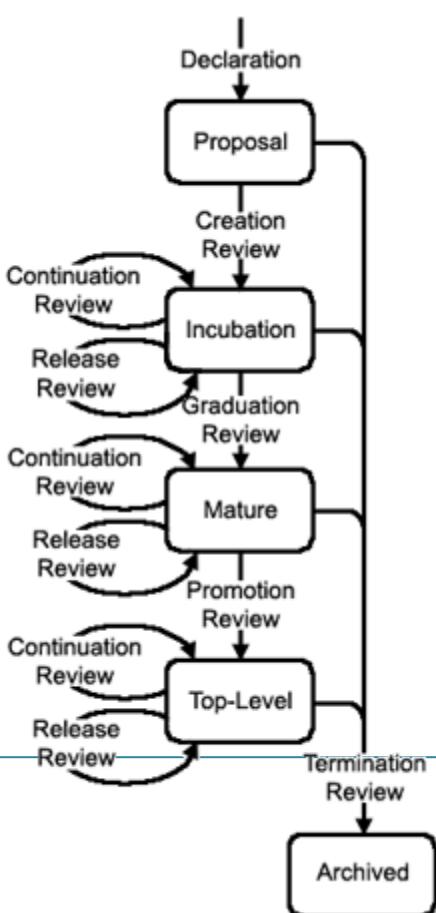 Declaration
Proposal
Creation
Review
Continuation
Review
Incubation
Release
Review
Graduation
Review
Continuation
Review
Mature
Release
Review
Promotion
Review
Continuation
Review
Top-Level
Release
Review
Termination
Review
Archived